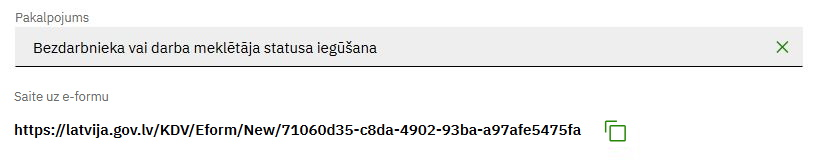 Pakalpojums
Bezdarbnieka vai darba meklētāja statusa iegūšana
Saite uz e-formu
https://latvija.gov.lv/KDV/Eform/New/71060d35-c8da-4902-93ba-a97afe5475fa